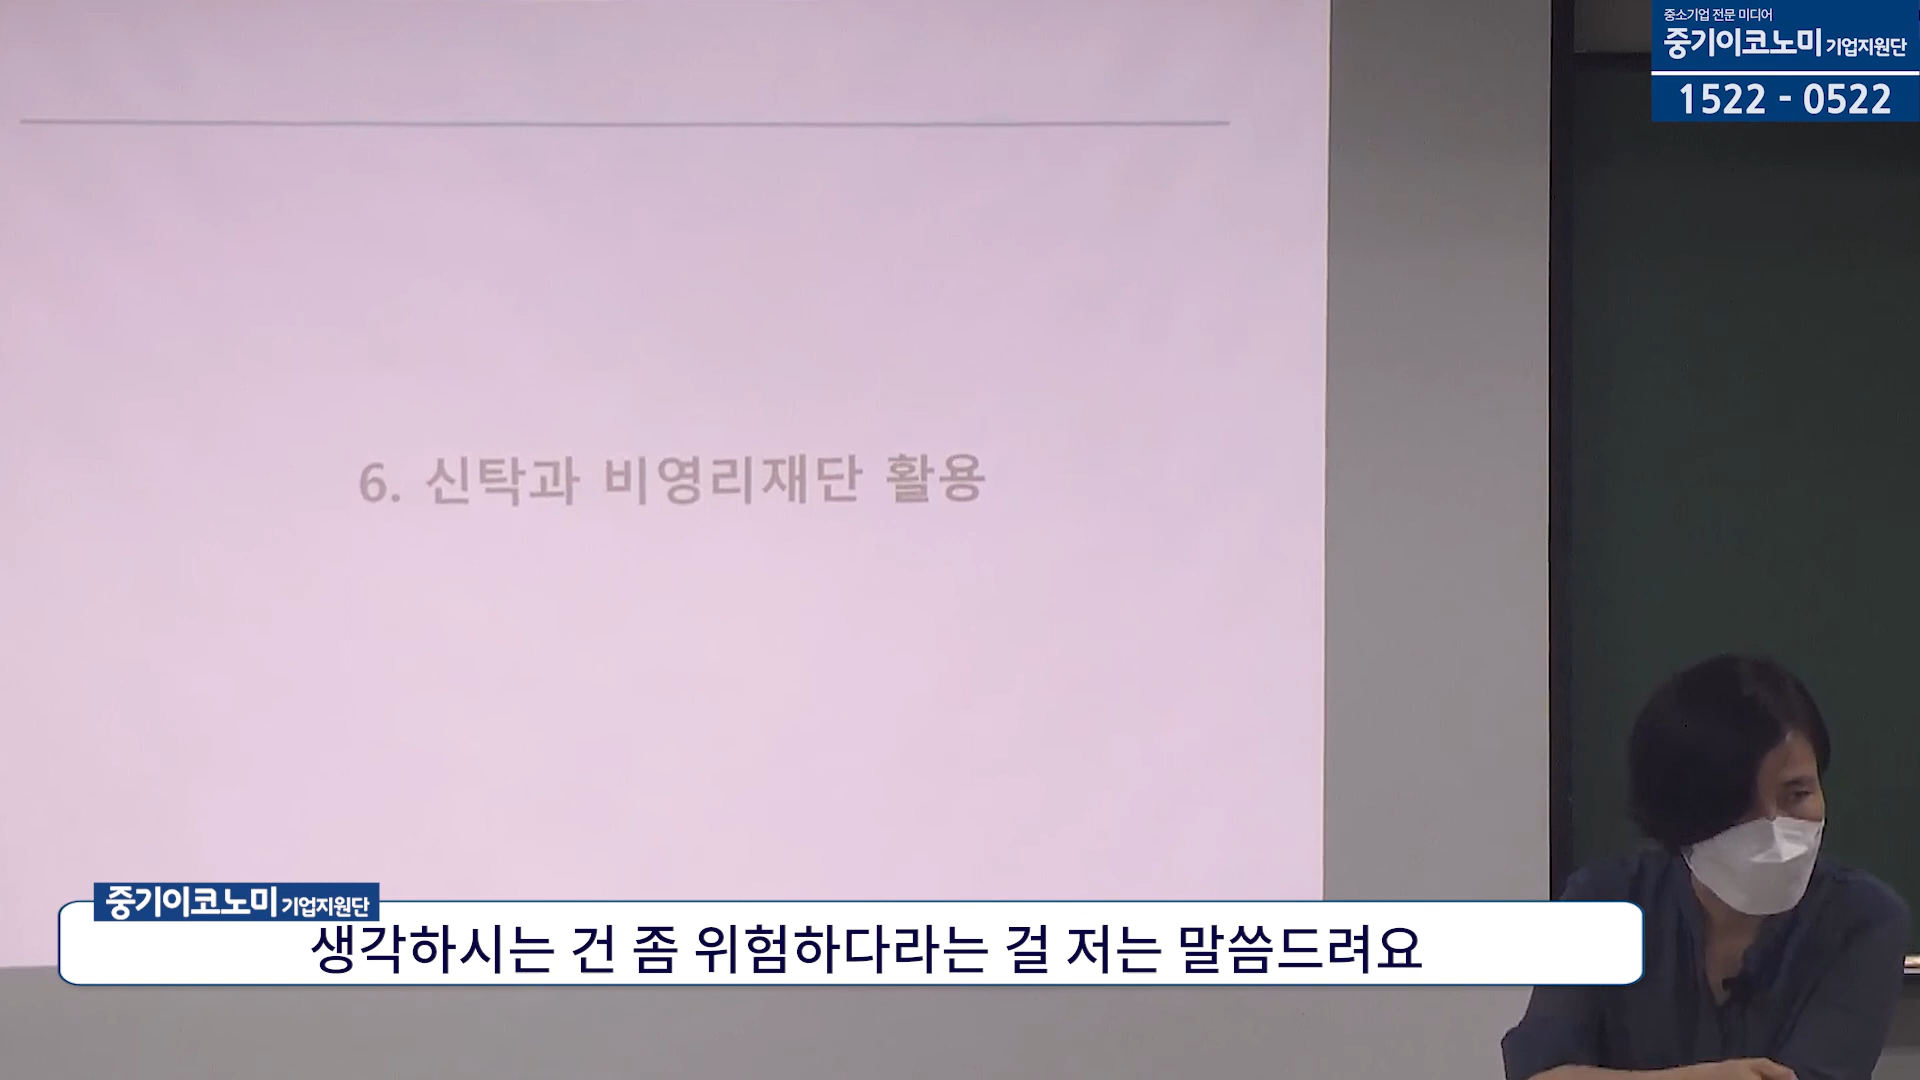 중소기업 전문 미디어
중기이코노미 기업지원단
1522 - 0522
6. 신탁과 비영리재단 활용
중기이코노미 기업지원단
생각하시는 건 좀 위험하다라는 걸 저는 말씀드려요